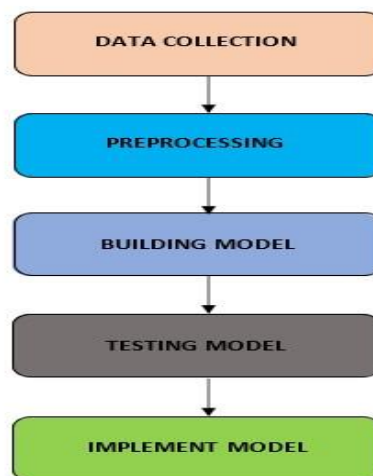 DATA COLLECTION
PREPROCESSING
BUILDING MODEL
TESTING MODEL
IMPLEMENT MODEL